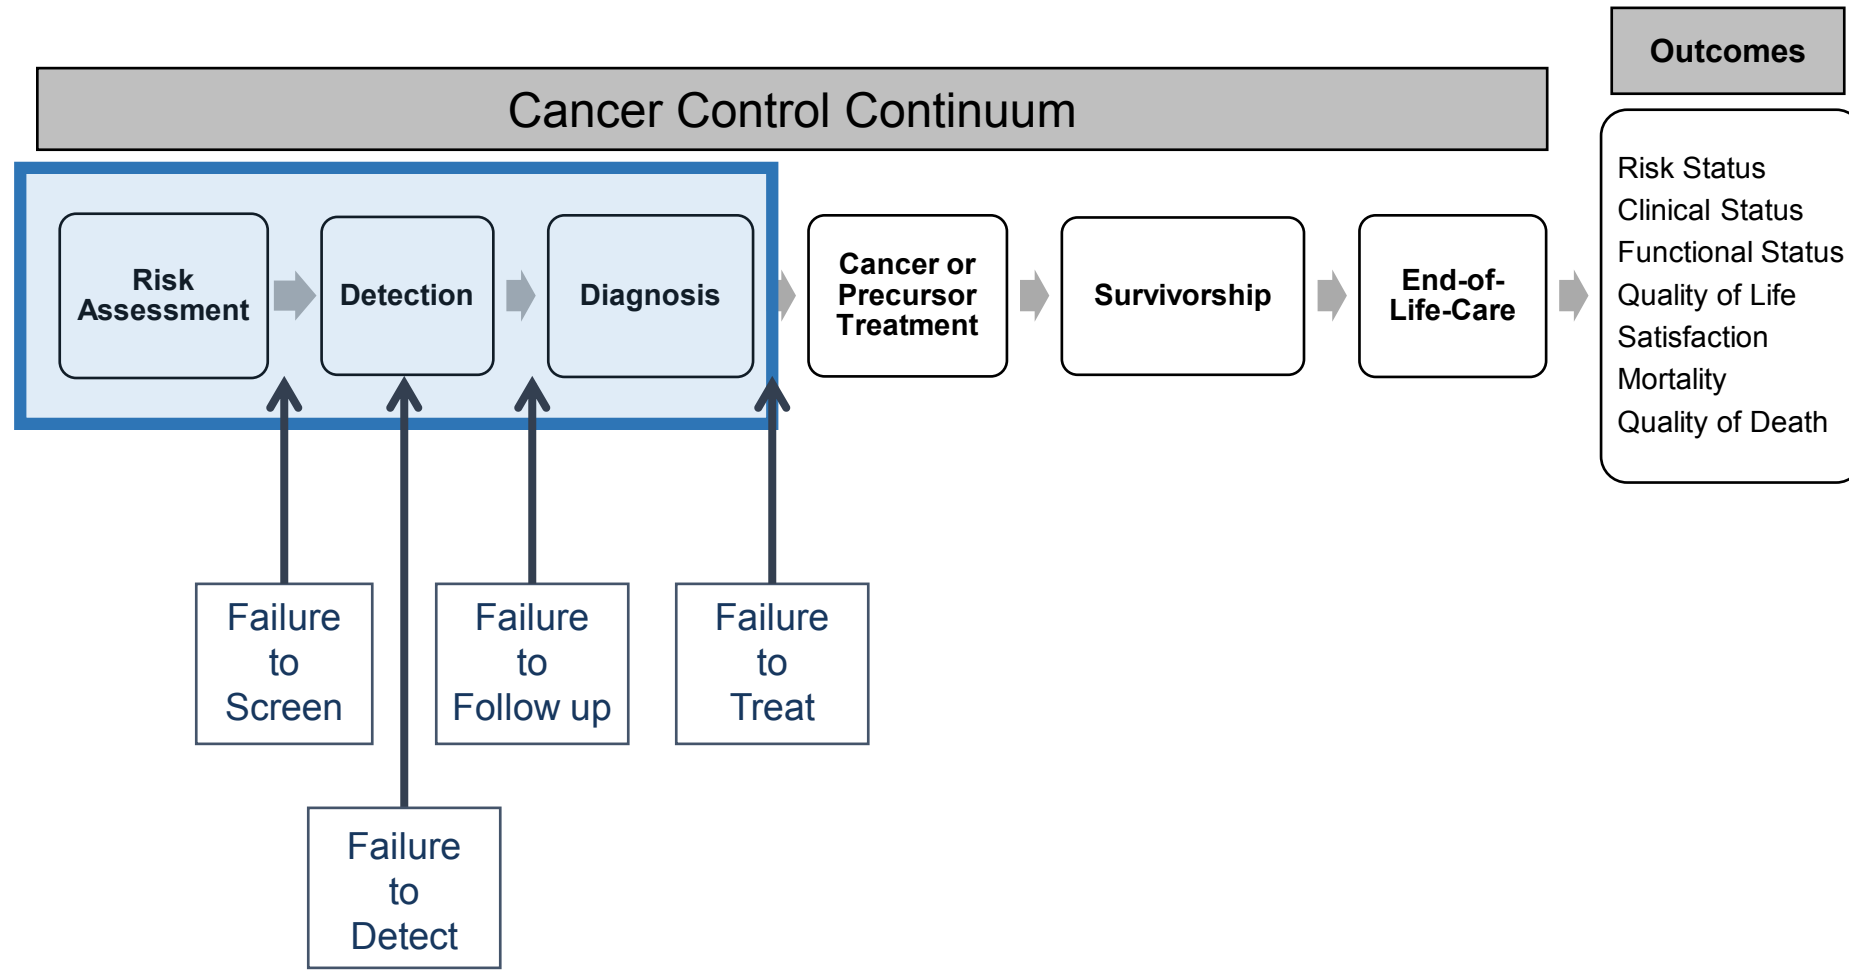 Outcomes
Cancer Control Continuum
Risk
Assessment
Detection
Diagnosis
Cancer or
Precursor
Treatment
Survivorship
End-of-
Life-Care
Risk Status
Clinical Status
Functional Status
Quality of Life
Satisfaction
Mortality
Quality of Death
Failure
to
Screen
Failure
to
Follow up
Failure
to
Treat
Failure
to
Detect